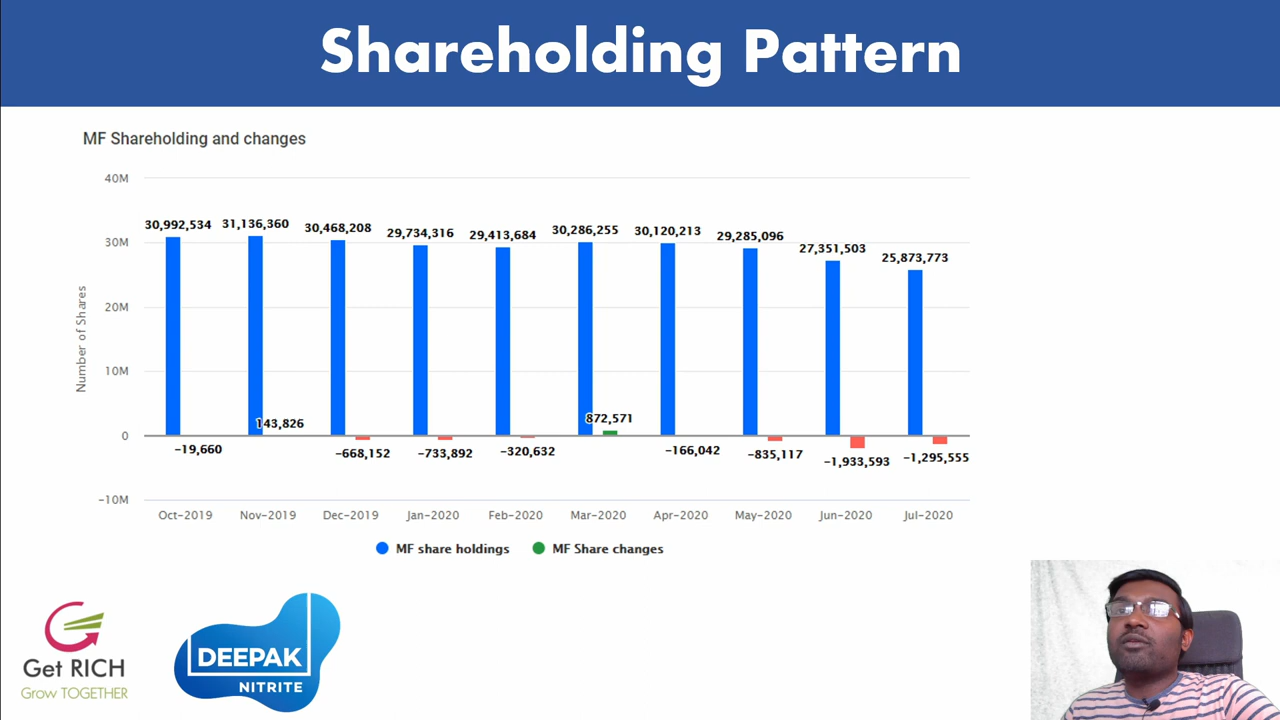 Shareholding Pattern
MF Shareholding and changes
40M
30M
20M
10M
0
-10M
Number of Shares
30,992,534
31,136,360
30,468,208
29,734,316
29,413,684
30,286,255
30,120,213
29,285,096
27,351,503
25,873,773
-19,660
143,826
-668,152
-733,892
-320,632
872,571
-166,042
-835,117
-1,933,593
-1,295,555
Oct-2019
Nov-2019
Dec-2019
Jan-2020
Feb-2020
Mar-2020
Apr-2020
May-2020
Jun-2020
Jul-2020
MF share holdings
MF Share changes
Get RICH
Grow TOGETHER
DEEPAK
NITRITE